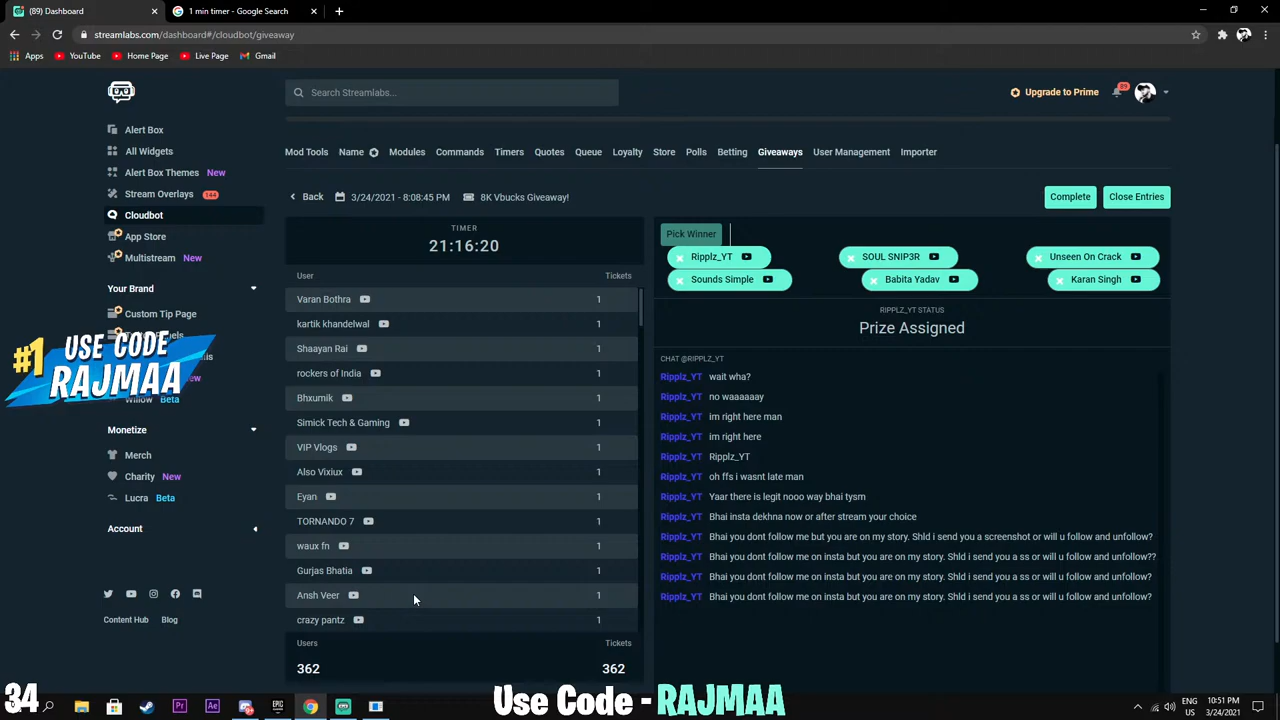 (89) Dashboard
1 min timer - Google Search
streamlabs.com/dashboard#/cloudbot/giveaway
Apps
YouTube
Home Page
Live Page
Gmail
Search Streamlabs...
Upgrade to Prime
89
Alert Box
All Widgets
Alert Box Themes New
Stream Overlays 144
Cloudbot
App Store
Multistream New
Your Brand
Custom Tip Page
Willow Beta
Monetize
Merch
Charity New
Lucra Beta
Account
Content Hub
Blog
#1 USE CODE
RAJMAA
34
Mod Tools
Name
Modules
Commands
Timers
Quotes
Queue
Loyalty
Store
Polls
Betting
Giveaways
User Management
Importer
Back
3/24/2021 - 8:08:45 PM
8K Vbucks Giveaway!
Complete
Close Entries
TIMER
21:16:20
User Tickets
Varan Bothra 1
kartik khandelwal 1
Shaayan Rai 1
rockers of India 1
Bhxumik 1
Simick Tech & Gaming 1
VIP Vlogs 1
Also Vixiux 1
Eyan 1
TORNANDO 7 1
waux fn 1
Gurjas Bhatia 1
Ansh Veer 1
crazy pantz 1
Users Tickets
362 362
Pick Winner
Ripplz_YT
SOUL SNIP3R
Unseen On Crack
Sounds Simple
Babita Yadav
Karan Singh
RIPPLZ_YT STATUS
Prize Assigned
CHAT @RIPPLZ_YT
Ripplz_YT wait wha?
Ripplz_YT no waaaaaay
Ripplz_YT im right here man
Ripplz_YT im right here
Ripplz_YT Ripplz_YT
Ripplz_YT oh ffs i wasnt late man
Ripplz_YT Yaar there is legit nooo way bhai tysm
Ripplz_YT Bhai insta dekhna now or after stream your choice
Ripplz_YT Bhai you dont follow me but you are on my story. Shld i send you a screenshot or will u follow and unfollow?
Ripplz_YT Bhai you dont follow me on insta but you are on my story. Shld i send you a ss or will u follow and unfollow??
Ripplz_YT Bhai you dont follow me on insta but you are on my story. Shld i send you a ss or will u follow and unfollow?
Ripplz_YT Bhai you dont follow me on insta but you are on my story. Shld i send you a ss or will u follow and unfollow?
Use Code - RAJMAA
Pr
Ae
EPIC
ENG
US
10:51 PM
3/24/2021